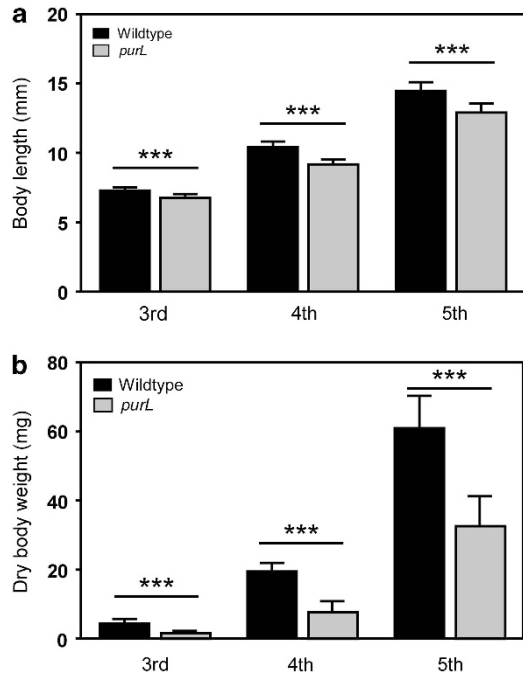 a
20
15
10
5
0
Body length (mm)
Wildtype
purL
***
***
***
3rd 4th 5th
b
80
60
40
20
0
Dry body weight (mg)
Wildtype
purL
***
***
***
3rd 4th 5th